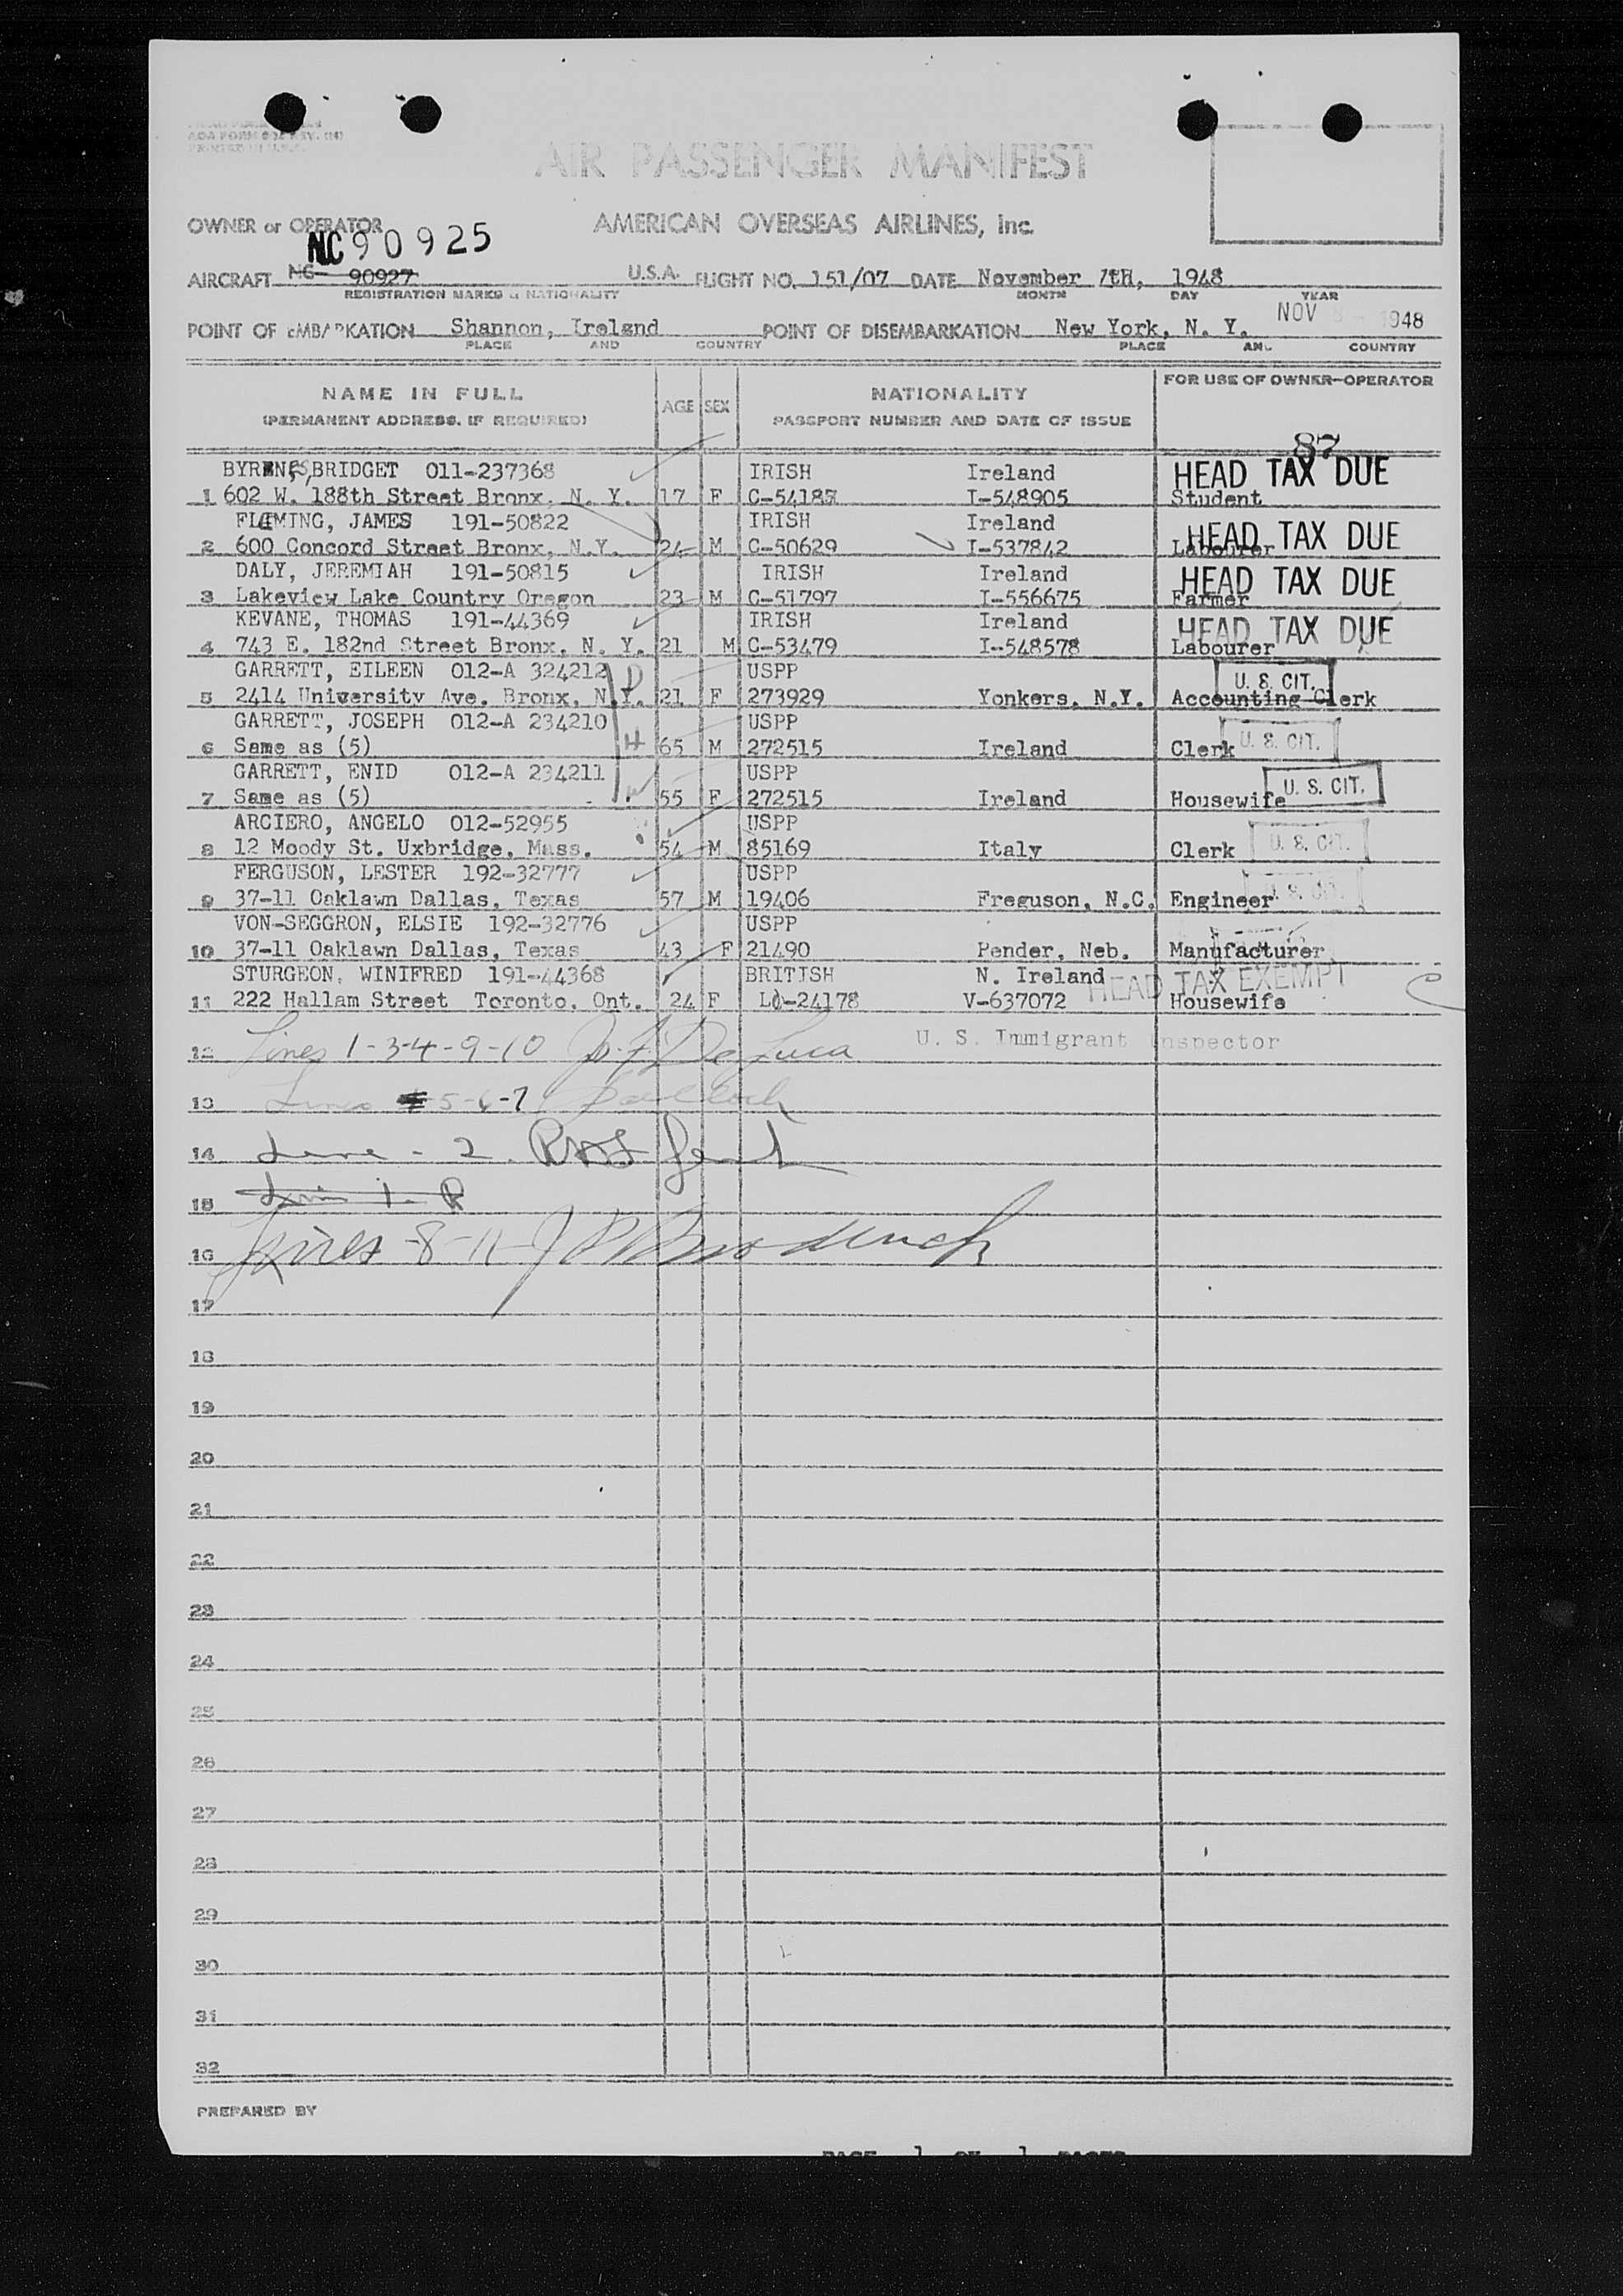 PRINTED IN U.S.A.
AIR PASSENGER MANIFEST
OWNER or OPERATOR AMERICAN OVERSEAS AIRLINES, Inc.
NC90925
AIRCRAFT NC- 90927 U.S.A. FLIGHT NO. 151/07 DATE November 7tH, 1948
REGISTRATION MARKS & NATIONALITY MONTH DAY YEAR
NOV 1948
POINT OF EMBARKATION Shannon, Ireland POINT OF DISEMBARKATION New York, N. Y.
PLACE AND COUNTRY PLACE AND COUNTRY
NAME IN FULL AGE SEX NATIONALITY FOR USE OF OWNER-OPERATOR
(PERMANENT ADDRESS, IF REQUIRED) PASSPORT NUMBER AND DATE OF ISSUE
87
BYRNES, BRIDGET 011-237368 IRISH Ireland HEAD TAX DUE
1 602 W. 188th Street Bronx, N. Y. 17 F C-54187 I-548905 Student
FLEMING, JAMES 191-50822 IRISH Ireland HEAD TAX DUE
2 600 Concord Street Bronx, N.Y. 24 M C-50629 I-537842 Labourer
DALY, JEREMIAH 191-50815 IRISH Ireland HEAD TAX DUE
3 Lakeview Lake Country Oregon 23 M C-51797 I-556675 Farmer
KEVANE, THOMAS 191-44369 IRISH Ireland HEAD TAX DUE
4 743 E. 182nd Street Bronx, N. Y. 21 M C-53479 I-548578 Labourer
GARRETT, EILEEN 012-A 324212 USPP U. S. CIT.
5 2414 University Ave. Bronx, N.Y. 21 F 273929 Yonkers, N.Y. Accounting Clerk
GARRETT, JOSEPH 012-A 234210 USPP U. S. CIT.
6 Same as (5) H 65 M 272515 Ireland Clerk
GARRETT, ENID 012-A 234211 USPP U. S. CIT.
7 Same as (5) W 55 F 272515 Ireland Housewife
ARCIERO, ANGELO 012-52955 USPP U. S. CIT.
8 12 Moody St. Uxbridge, Mass. 54 M 85169 Italy Clerk
FERGUSON, LESTER 192-32777 USPP U. S. CIT.
9 37-11 Oaklawn Dallas, Texas 57 M 19406 Freguson, N.C. Engineer
VON-SEGGRON, ELSIE 192-32776 USPP
10 37-11 Oaklawn Dallas, Texas 43 F 21490 Pender, Neb. Manufacturer
STURGEON, WINIFRED 191-44368 BRITISH N. Ireland HEAD TAX EXEMPT
11 222 Hallam Street Toronto, Ont. 24 F LO-24178 V-637072 Housewife
12 Lines 1-3-4-9-10 De Luca U. S. Immigrant Inspector
13 Lines 5-6-7
14 Line - 2
15
16 Lines -8-11-
17
18
19
20
21
22
23
24
25
26
27
28
29
30
31
32
PREPARED BY
PAGE 1 OF 1 PAGES